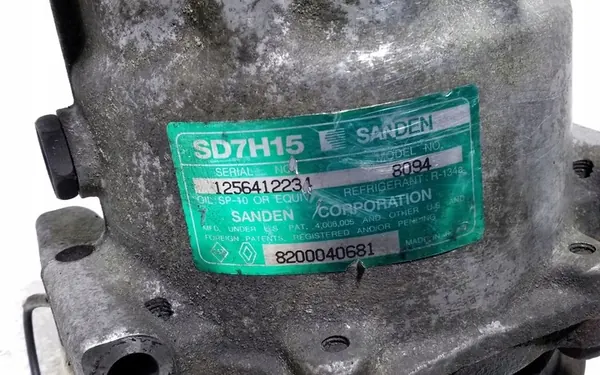 SD7H15 SANDEN
SERIAL NO. MODEL NO.
1256412231 8094
OIL: SP-10 OR EQUIV. REFRIGERANT: R-134a
SANDEN CORPORATION
MFD. UNDER U.S. PAT. 4,008,005 AND OTHER U.S. AND
FOREIGN PATENTS, REGISTERED AND/OR PENDING
MADE IN
8200040681